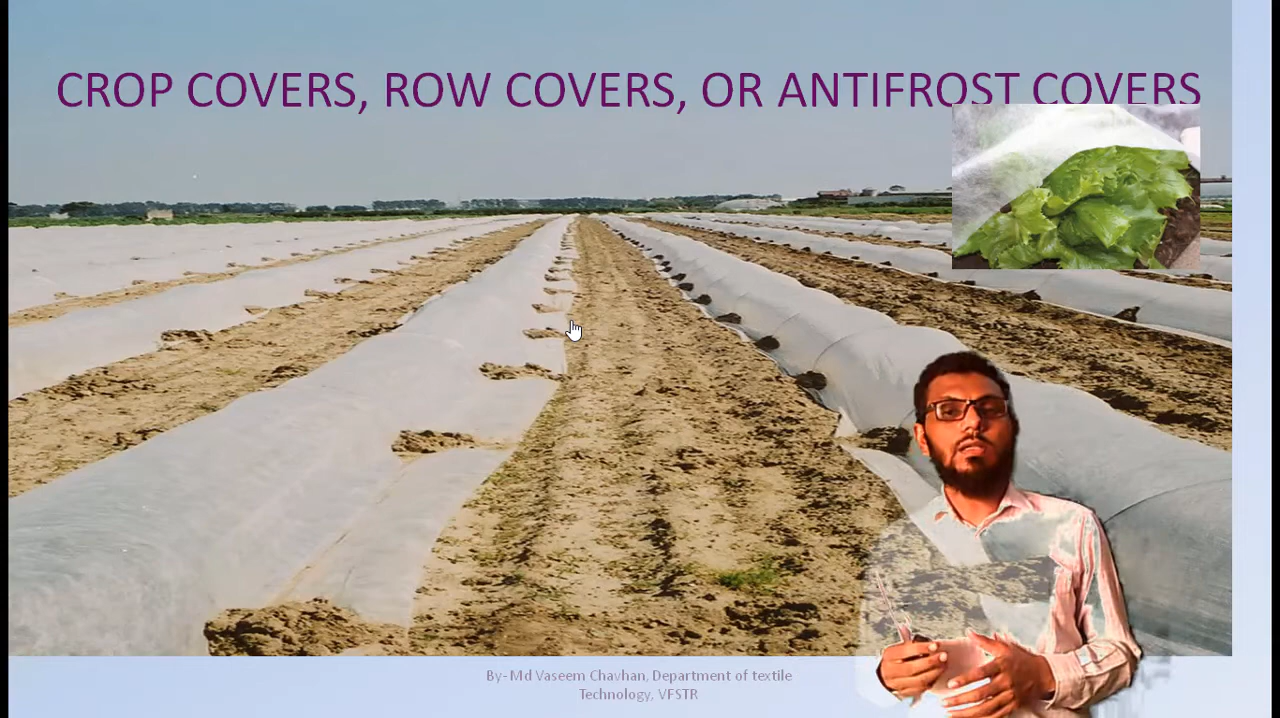 CROP COVERS, ROW COVERS, OR ANTIFROST COVERS
By- Md Vaseem Chavhan, Department of textile
Technology, VFSTR